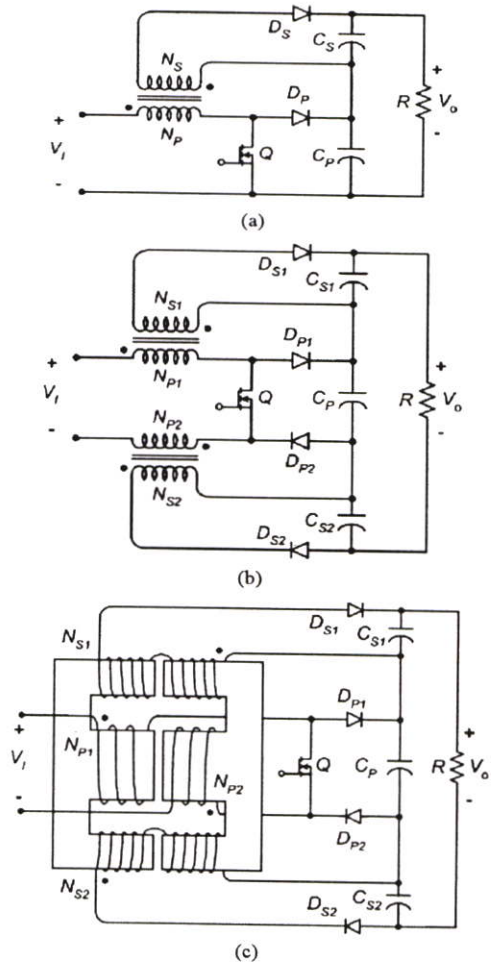 D_S
C_S
N_S
D_P
+
+
R
V_o
N_P
V_I
Q
C_P
-
-
(a)
D_S1
C_S1
N_S1
D_P1
+
+
N_P1
V_I
Q
C_P
R
V_o
-
N_P2
-
D_P2
N_S2
C_S2
D_S2
(b)
N_S1
D_S1
C_S1
D_P1
+
+
V_I
N_P1
Q
C_P
R
V_o
-
N_P2
-
D_P2
N_S2
C_S2
D_S2
(c)